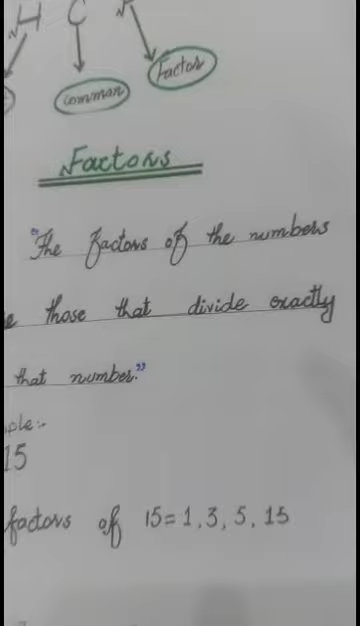 H C F
common
Factor
Factors
"The factors of the numbers
those that divide exactly
that number."
15
factors of 15 = 1, 3, 5, 15